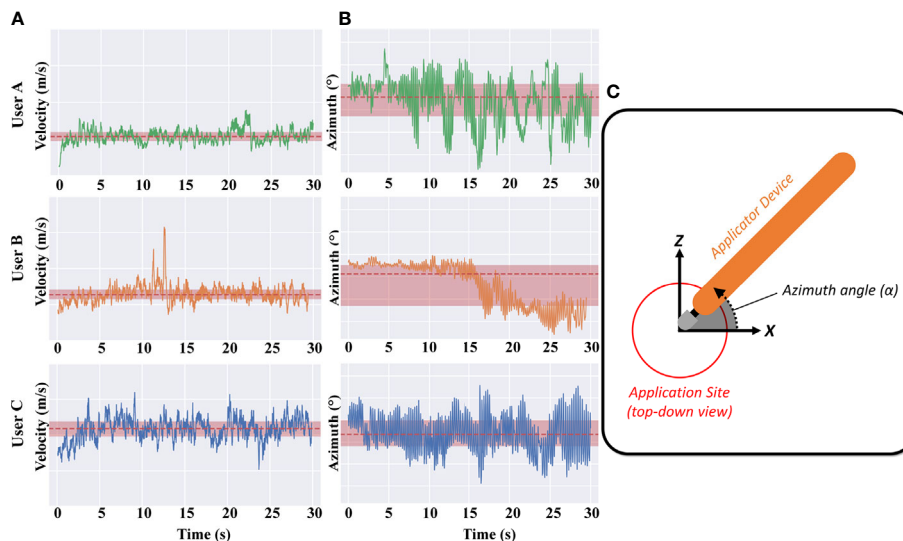 A
B
User A
Velocity (m/s)
0 5 10 15 20 25 30
Azimuth (°)
0 5 10 15 20 25 30
User B
Velocity (m/s)
0 5 10 15 20 25 30
Azimuth (°)
0 5 10 15 20 25 30
User C
Velocity (m/s)
0 5 10 15 20 25 30
Time (s)
Azimuth (°)
0 5 10 15 20 25 30
Time (s)
C
Applicator Device
Z
Azimuth angle (α)
X
Application Site
(top-down view)